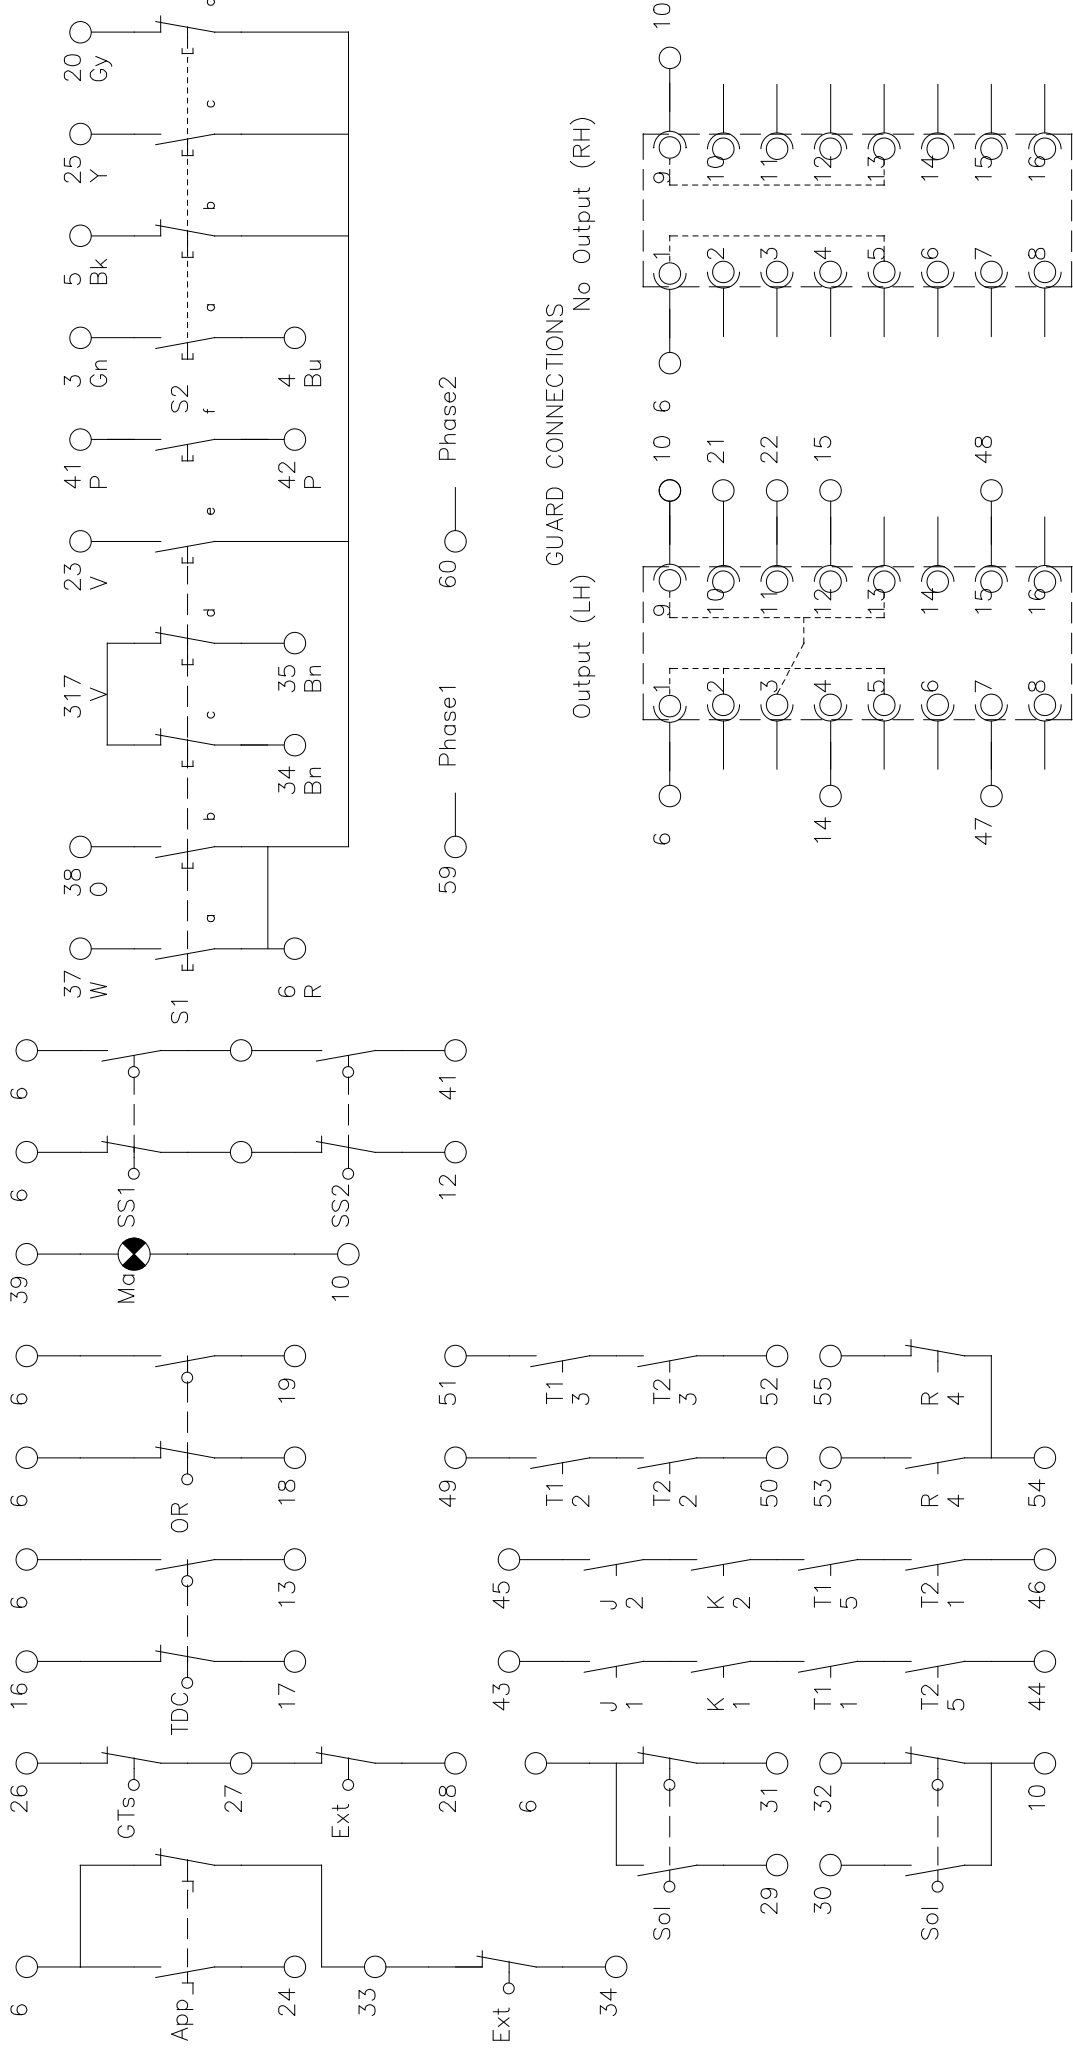 6 26 16 6 6 6 39 6 6
37 38 317 23 41 3 5 25 20
W O V V P Gn Bk Y Gy
GTs Ma SS1
App TDC OR S1 S2
a b c d e f a b c
27
24 17 13 18 19 6 34 35 42 4
R Bn Bn P Bu
Ext 10 SS2
33
28 49 51 12 41 59 Phase1 60 Phase2
Ext 43 45
6
T1 T1 GUARD CONNECTIONS
2 3 Output (LH) No Output (RH)
34 J J
1 2
Sol T2 T2 6 1 9 10 6 1 9 10
2 3
K K 2 10 21 2 10
1 2
29 31 50 52 3 11 22 3 11
30 32 T1 T1 53 55 14 4 12 15 4 12
1 5
5 13 5 13
Sol T2 T2 R R 6 14 6 14
5 1 4 4
47 7 15 48 7 15
10 44 46 54 8 16 8 16